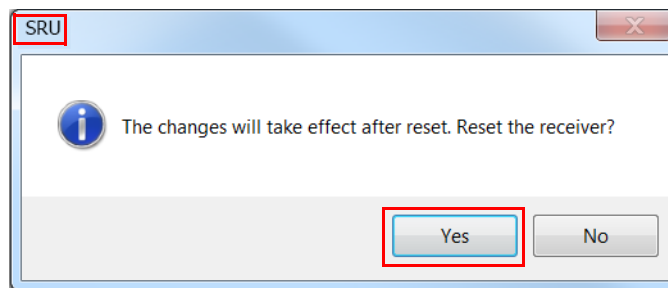 SRU
The changes will take effect after reset. Reset the receiver?
Yes No